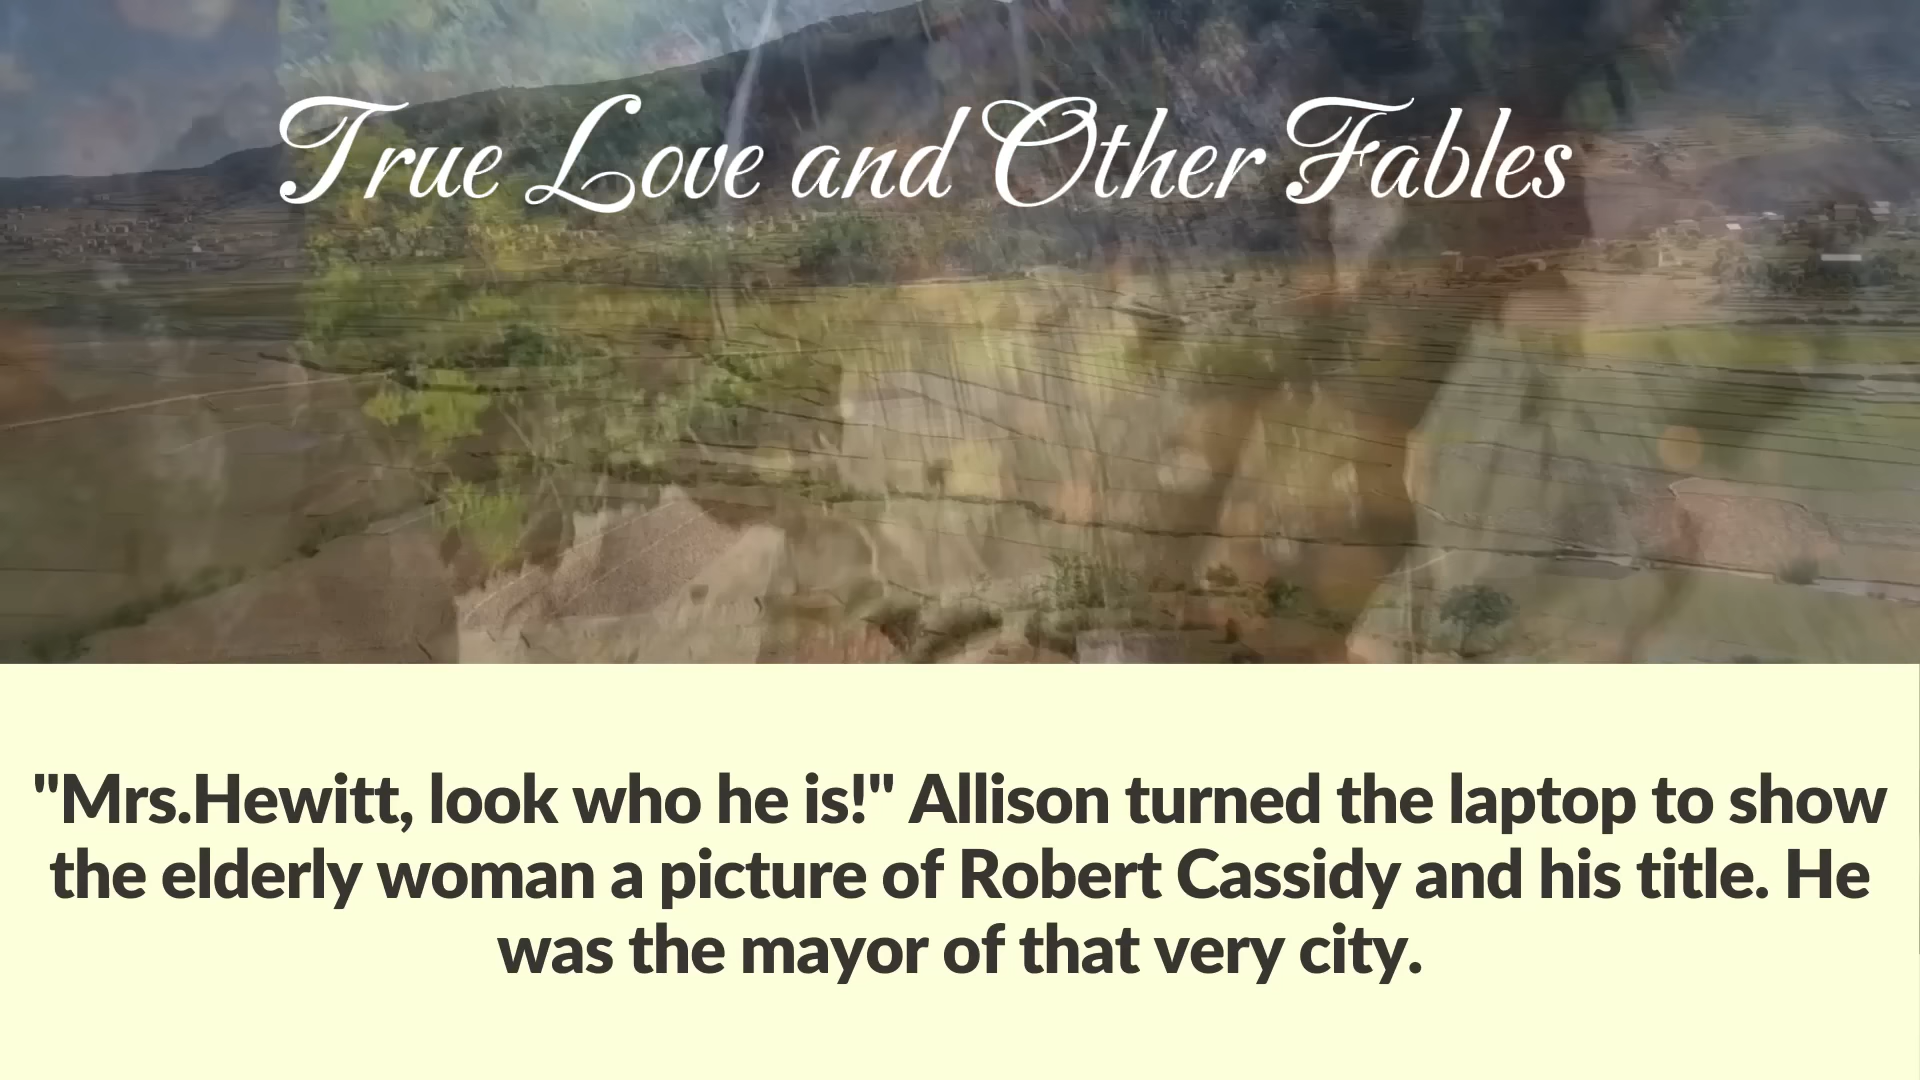 True Love and Other Fables
"Mrs.Hewitt, look who he is!" Allison turned the laptop to show
the elderly woman a picture of Robert Cassidy and his title. He
was the mayor of that very city.